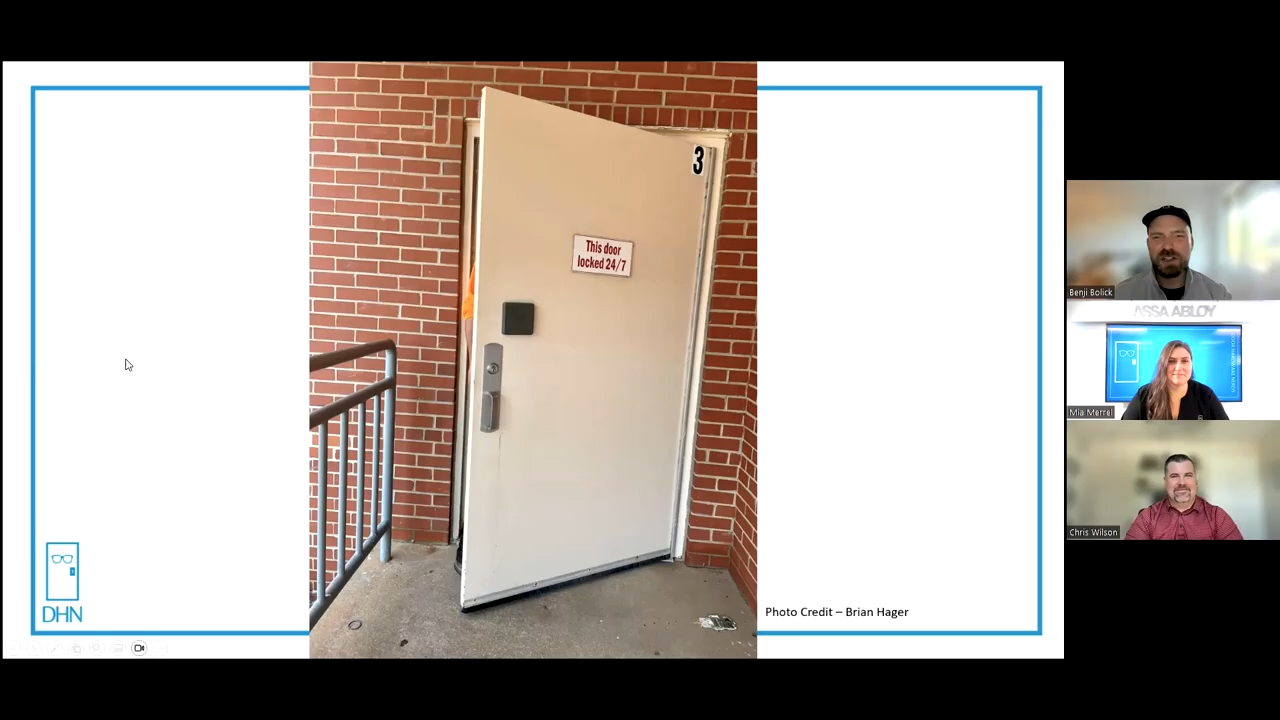 3
This door
locked 24/7
DHN
Photo Credit – Brian Hager
Benji Bolick
ASSA ABLOY
Mia Merrel
Chris Wilson